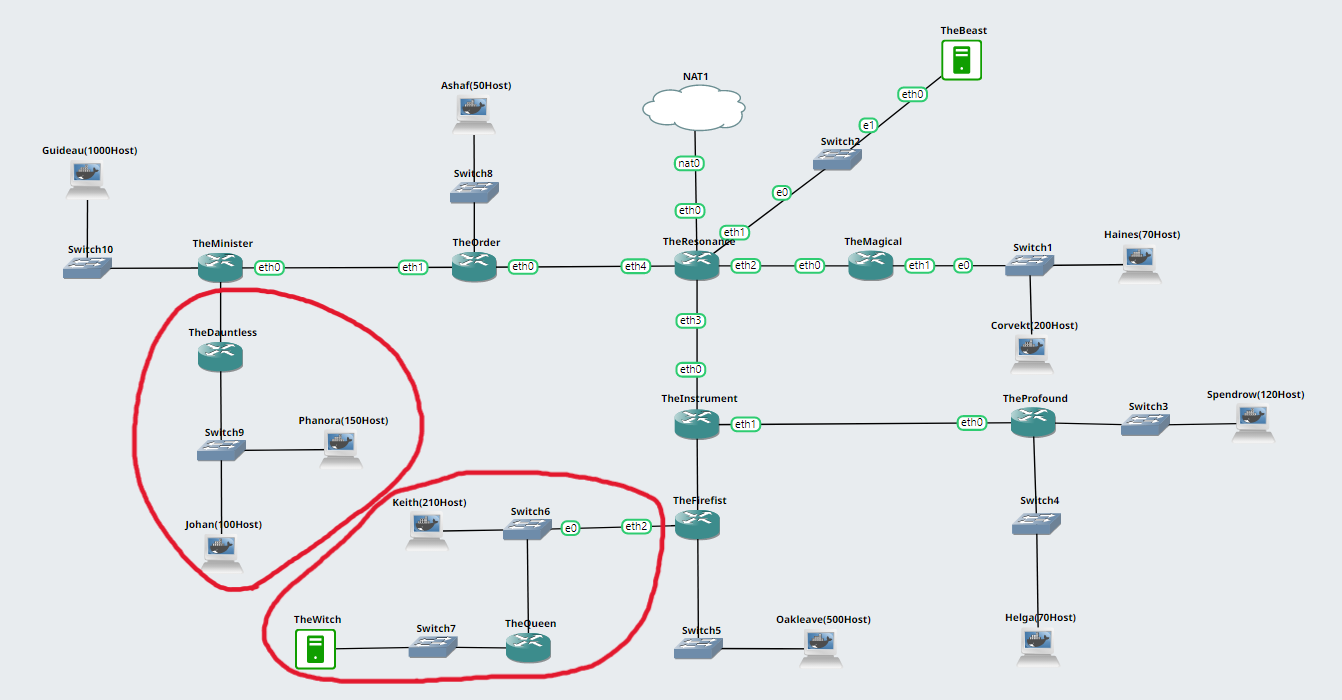 TheBeast
NAT1
Ashaf(50Host)
eth0
e1
Switch2
Guideau(1000Host)
nat0
Switch8
e0
eth0
eth1
Switch10
TheMinister
eth0
eth1
TheOrder
eth0
eth4
TheResonance
eth2
eth0
TheMagical
eth1
e0
Switch1
Haines(70Host)
Corvekt(200Host)
TheDauntless
eth3
eth0
Phanora(150Host)
Switch9
Johan(100Host)
TheInstrument
eth1
eth0
TheProfound
Switch3
Spendrow(120Host)
Keith(210Host)
Switch6
e0
eth2
TheFirefist
Switch4
TheWitch
Switch7
TheQueen
Switch5
Oakleave(500Host)
Helga(70Host)